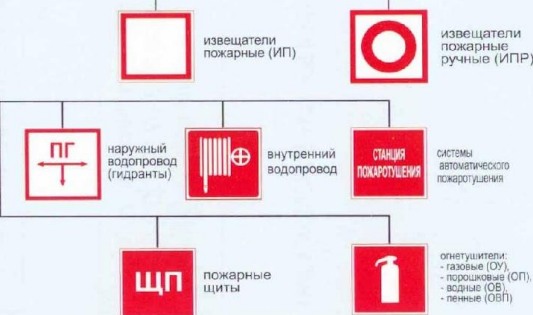 извещатели
пожарные (ИП)
извещатели
пожарные
ручные (ИПР)
ПГ
наружный
водопровод
(гидранты)
внутренний
водопровод
СТАНЦИЯ
ПОЖАРОТУШЕНИЯ
системы
автоматического
пожаротушения
ЩП
пожарные
щиты
огнетушители:
- газовые (ОУ),
- порошковые (ОП),
- водные (ОВ),
- пенные (ОВП)